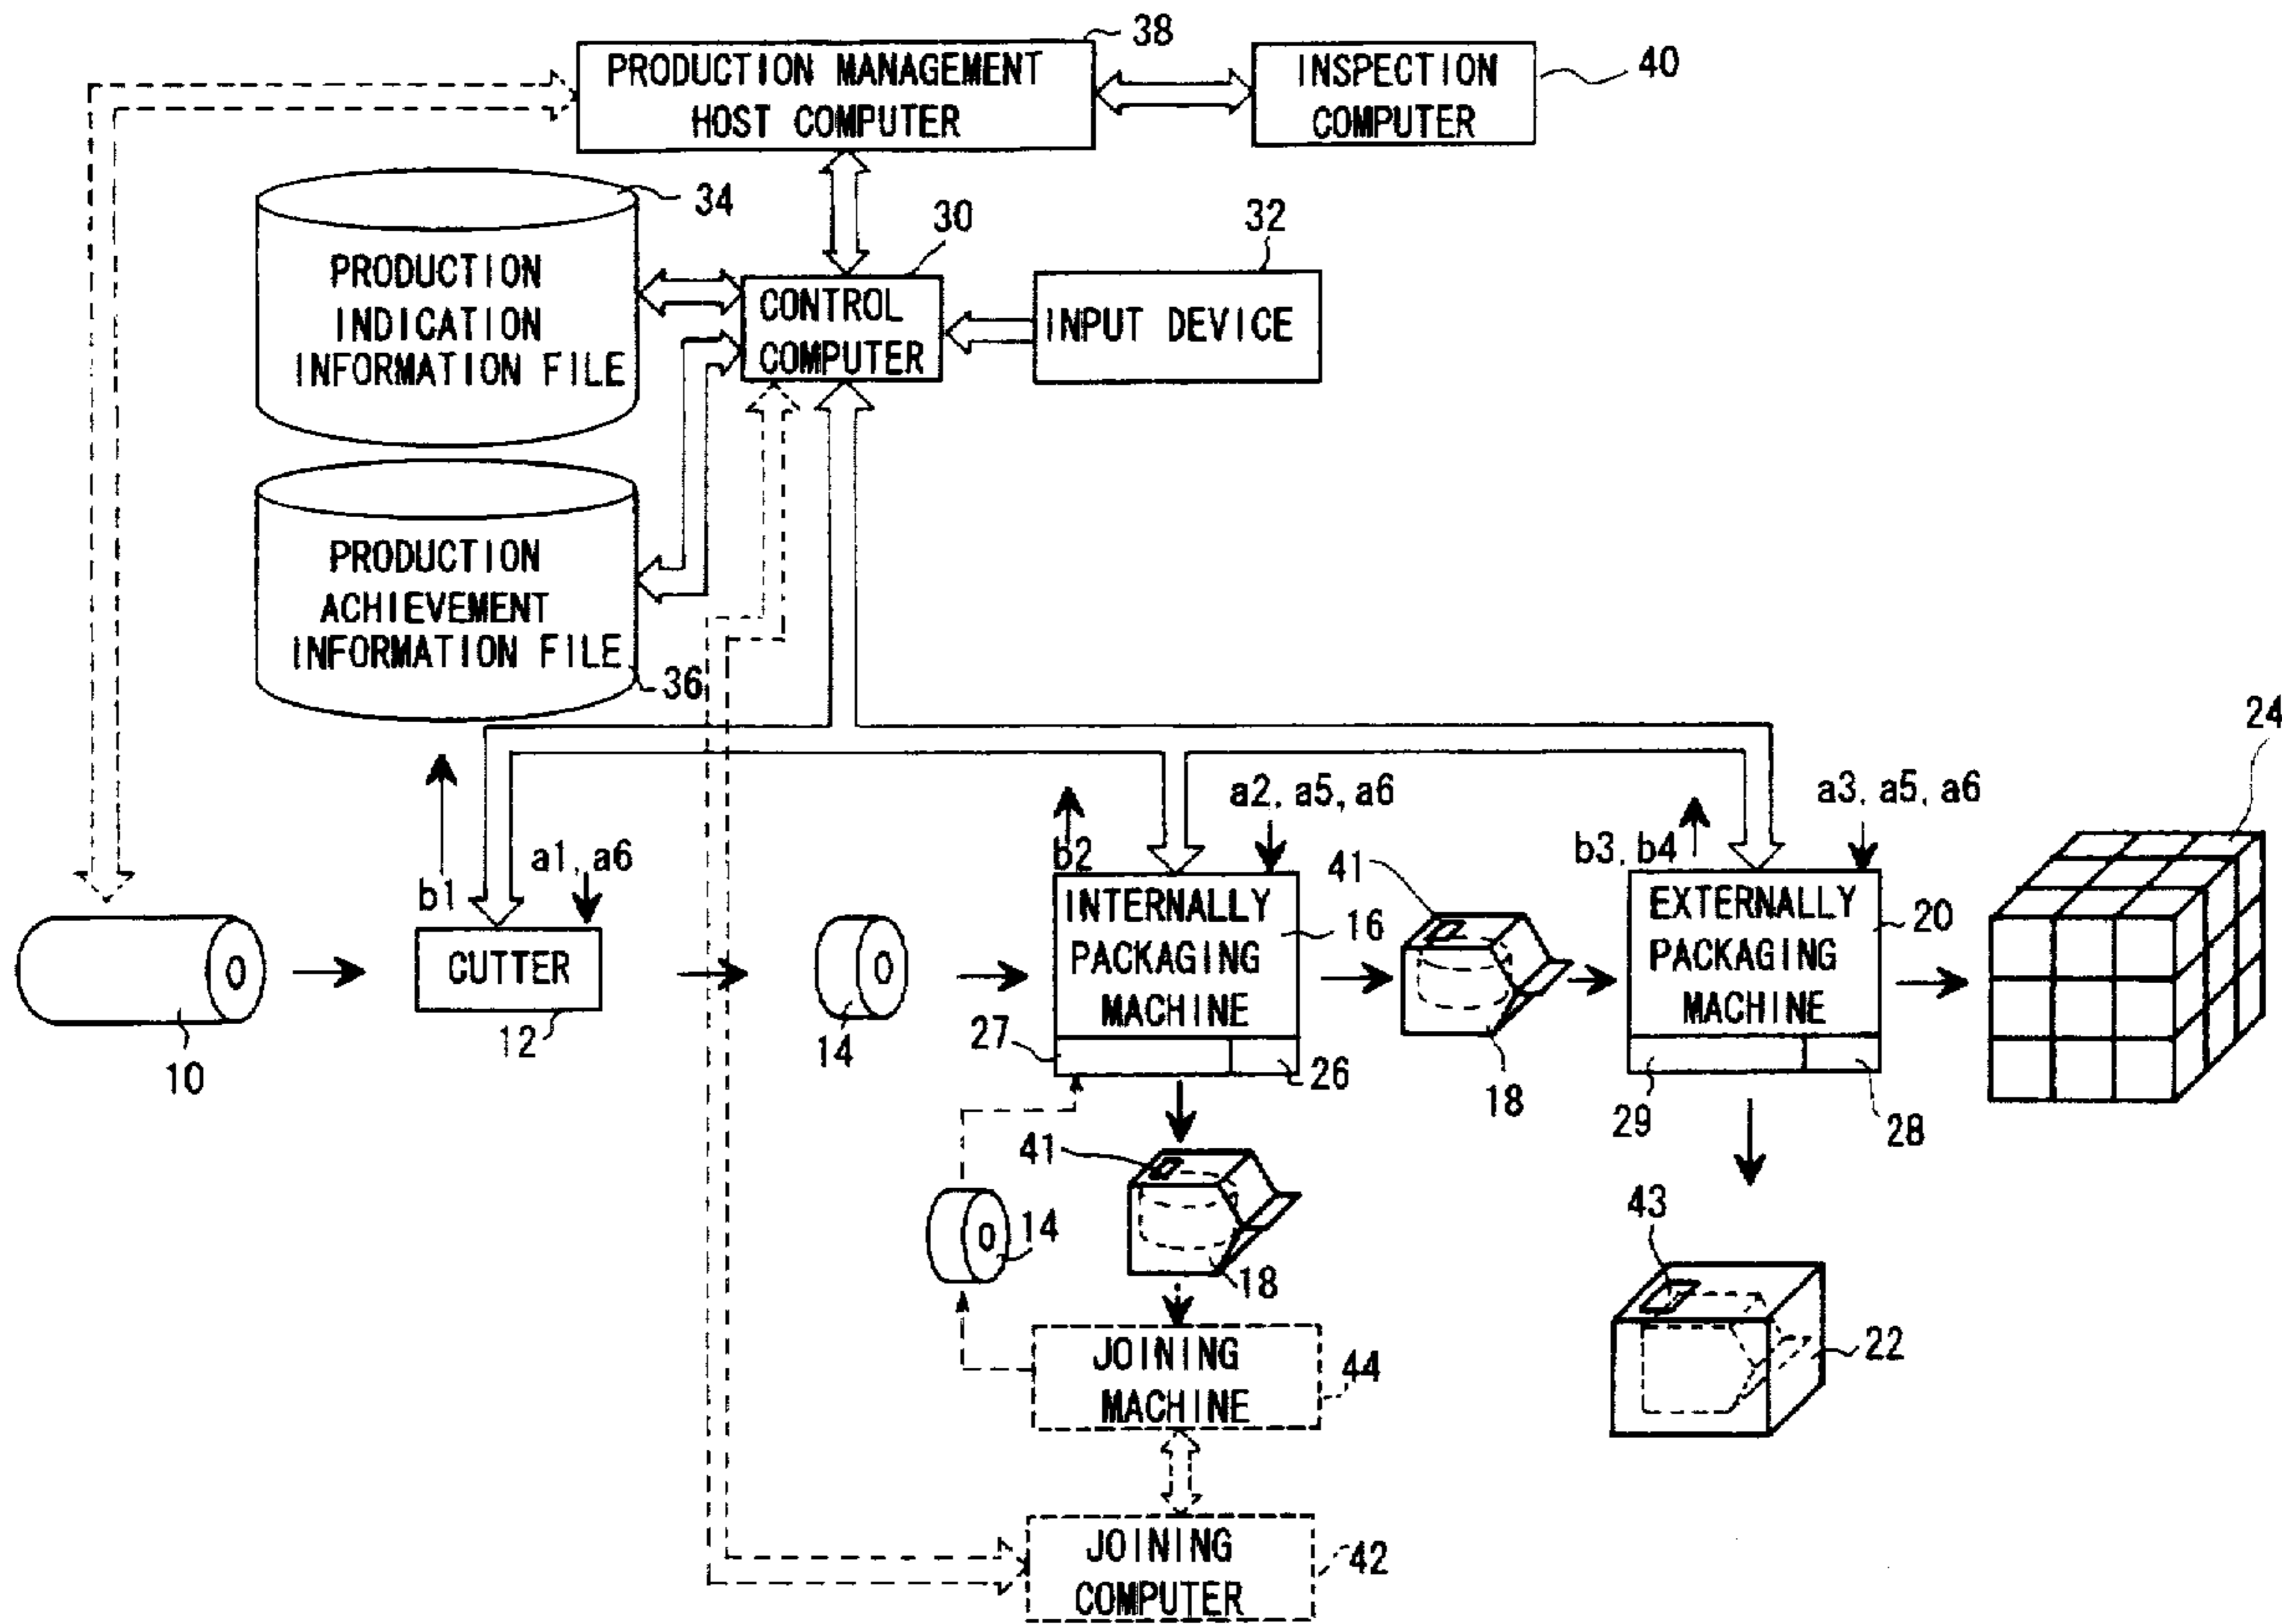 38
PRODUCTION MANAGEMENT
HOST COMPUTER
INSPECTION
COMPUTER
40
34
PRODUCTION
INDICATION
INFORMATION FILE
30
CONTROL
COMPUTER
32
INPUT DEVICE
PRODUCTION
ACHIEVEMENT
INFORMATION FILE
36
24
b1
a1, a6
b2
a2, a5, a6
b3, b4
a3, a5, a6
10
CUTTER
12
14
INTERNALLY
PACKAGING
MACHINE
16
27
26
41
18
EXTERNALLY
PACKAGING
MACHINE
20
29
28
41
14
18
43
22
JOINING
MACHINE
44
JOINING
COMPUTER
42